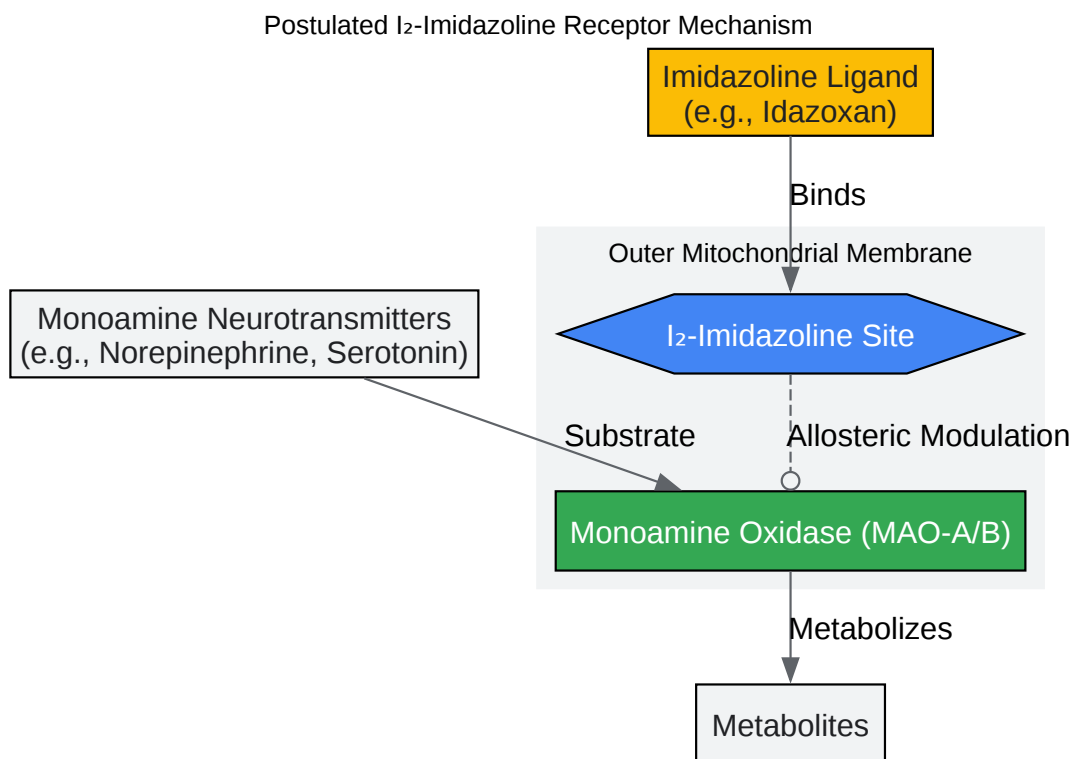 Postulated I₂-Imidazoline Receptor Mechanism
Imidazoline Ligand
(e.g., Idazoxan)
Binds
Outer Mitochondrial Membrane
Monoamine Neurotransmitters
(e.g., Norepinephrine, Serotonin)
I₂-Imidazoline Site
Substrate
Allosteric Modulation
Monoamine Oxidase (MAO-A/B)
Metabolizes
Metabolites